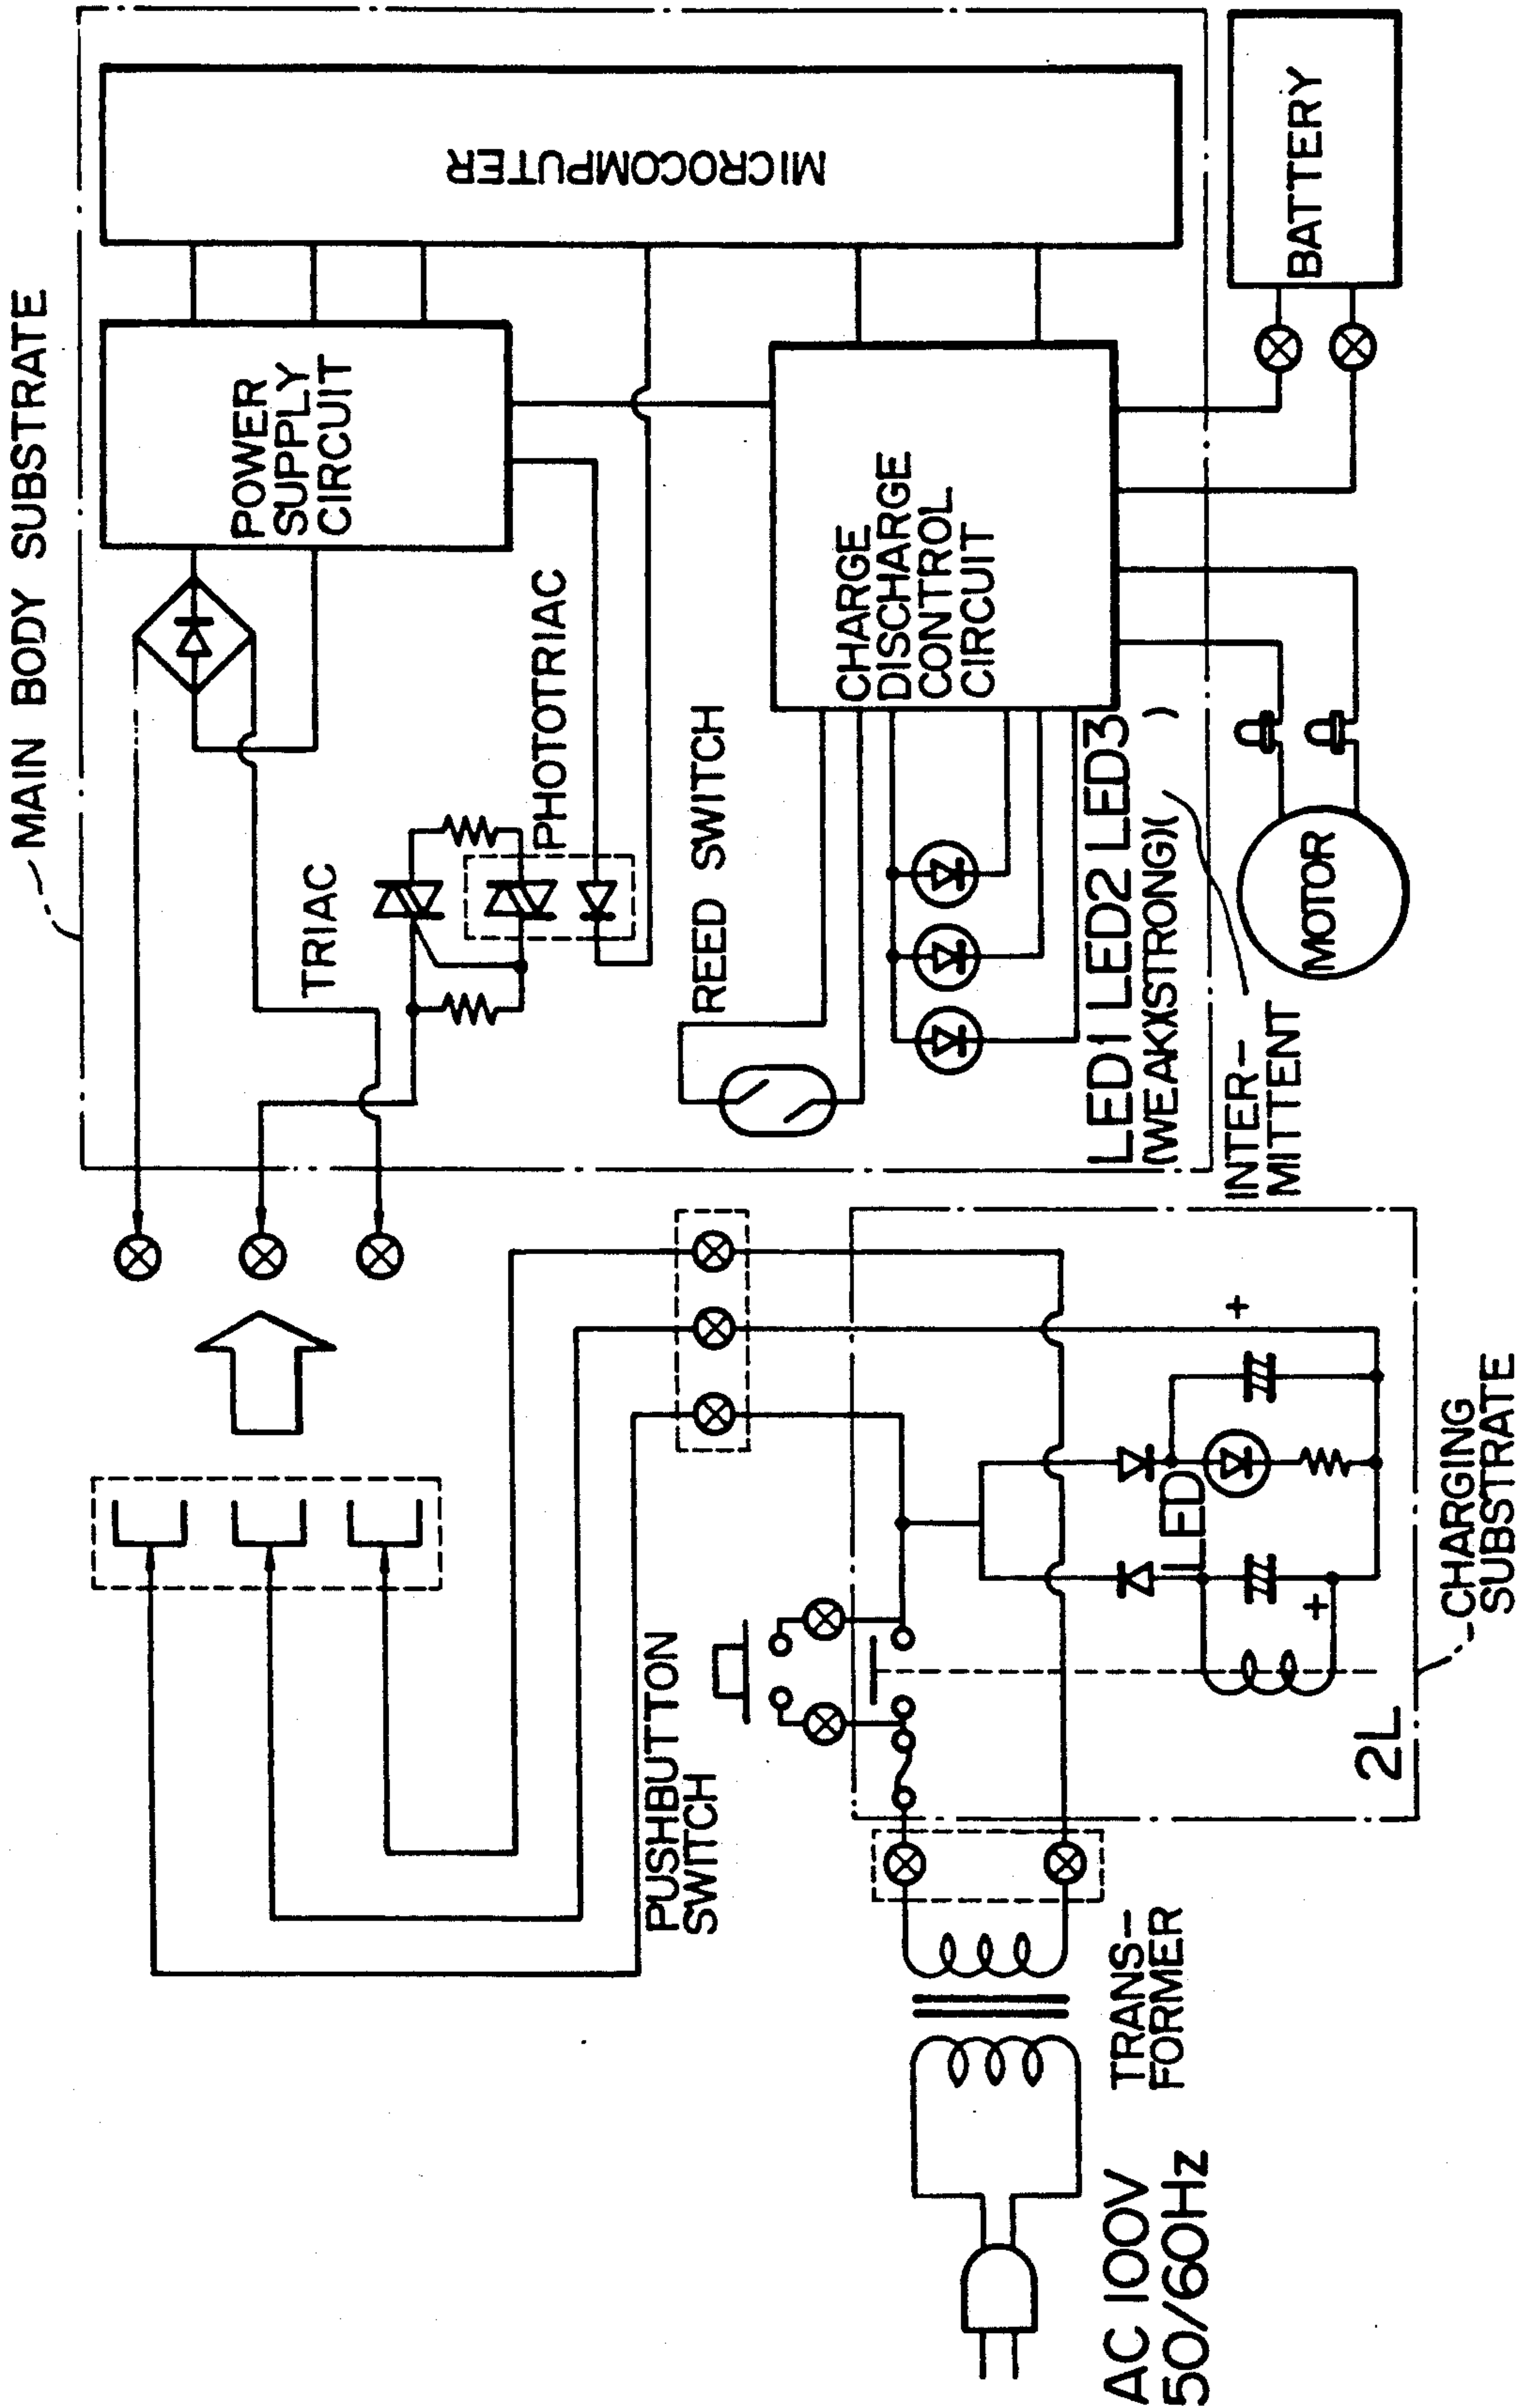 MAIN BODY SUBSTRATE
MICROCOMPUTER
POWER
SUPPLY
CIRCUIT
BATTERY
TRIAC
PHOTOTRIAC
REED SWITCH
CHARGE
DISCHARGE
CONTROL
CIRCUIT
LED1 LED2 LED3
(WEAK)(STRONG)( )
INTER-
MITTENT
MOTOR
PUSHBUTTON
SWITCH
+
LED
+
2L
CHARGING
SUBSTRATE
TRANS-
FORMER
AC 100V
50/60Hz